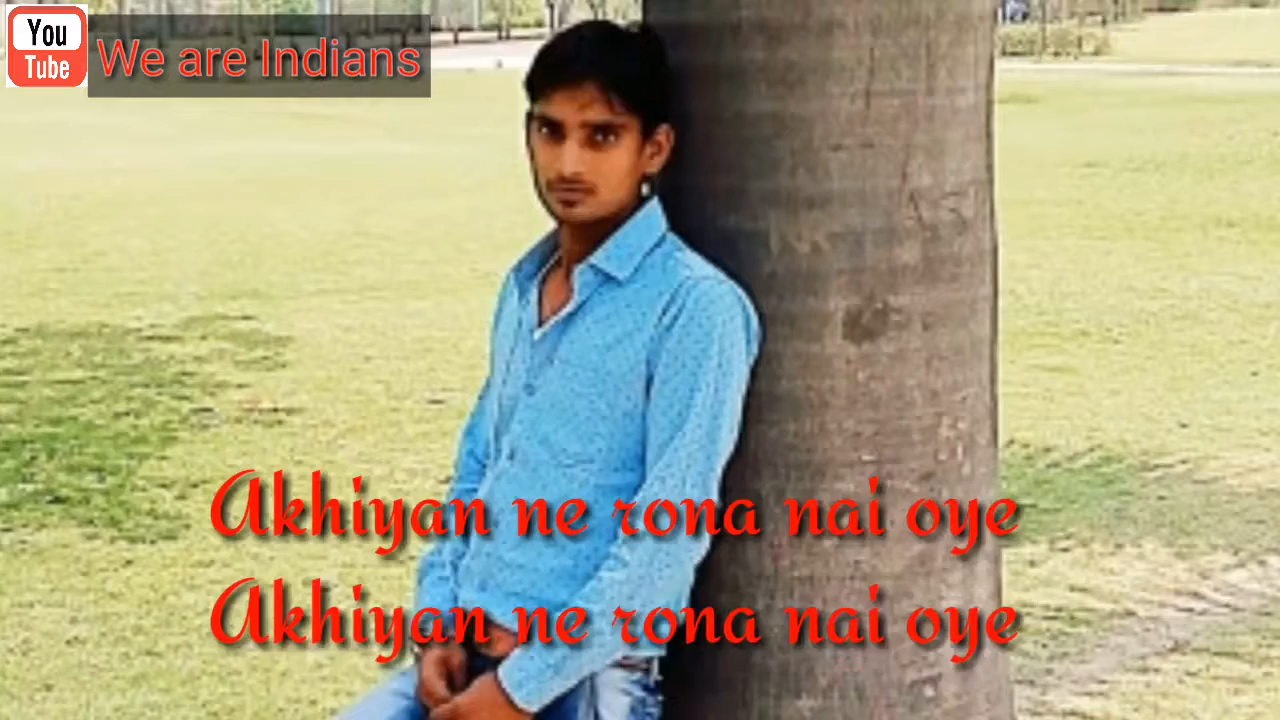 You
Tube
We are Indians
Akhiyan ne rona nai oye
Akhiyan ne rona nai oye